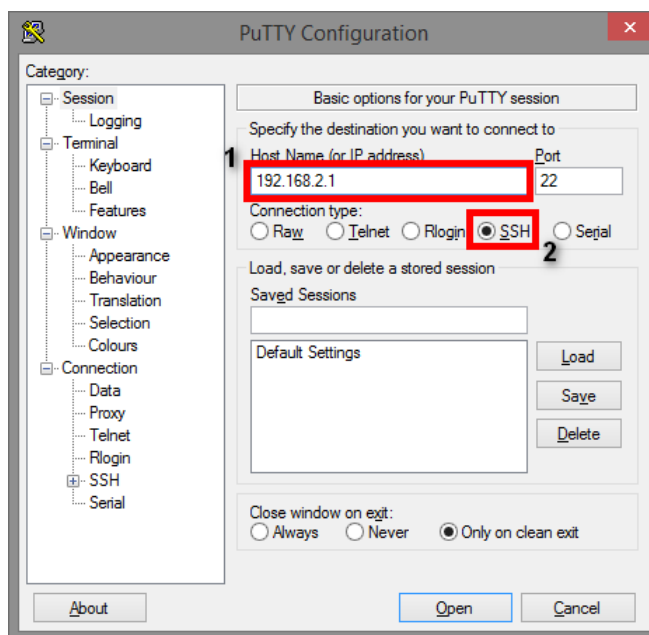 PuTTY Configuration
Category:
Session
Logging
Terminal
Keyboard
Bell
Features
Window
Appearance
Behaviour
Translation
Selection
Colours
Connection
Data
Proxy
Telnet
Rlogin
SSH
Serial
Basic options for your PuTTY session
Specify the destination you want to connect to
1 Host Name (or IP address) Port
192.168.2.1 22
Connection type:
Raw Telnet Rlogin SSH Serial
2
Load, save or delete a stored session
Saved Sessions
Default Settings
Load
Save
Delete
Close window on exit:
Always Never Only on clean exit
About Open Cancel